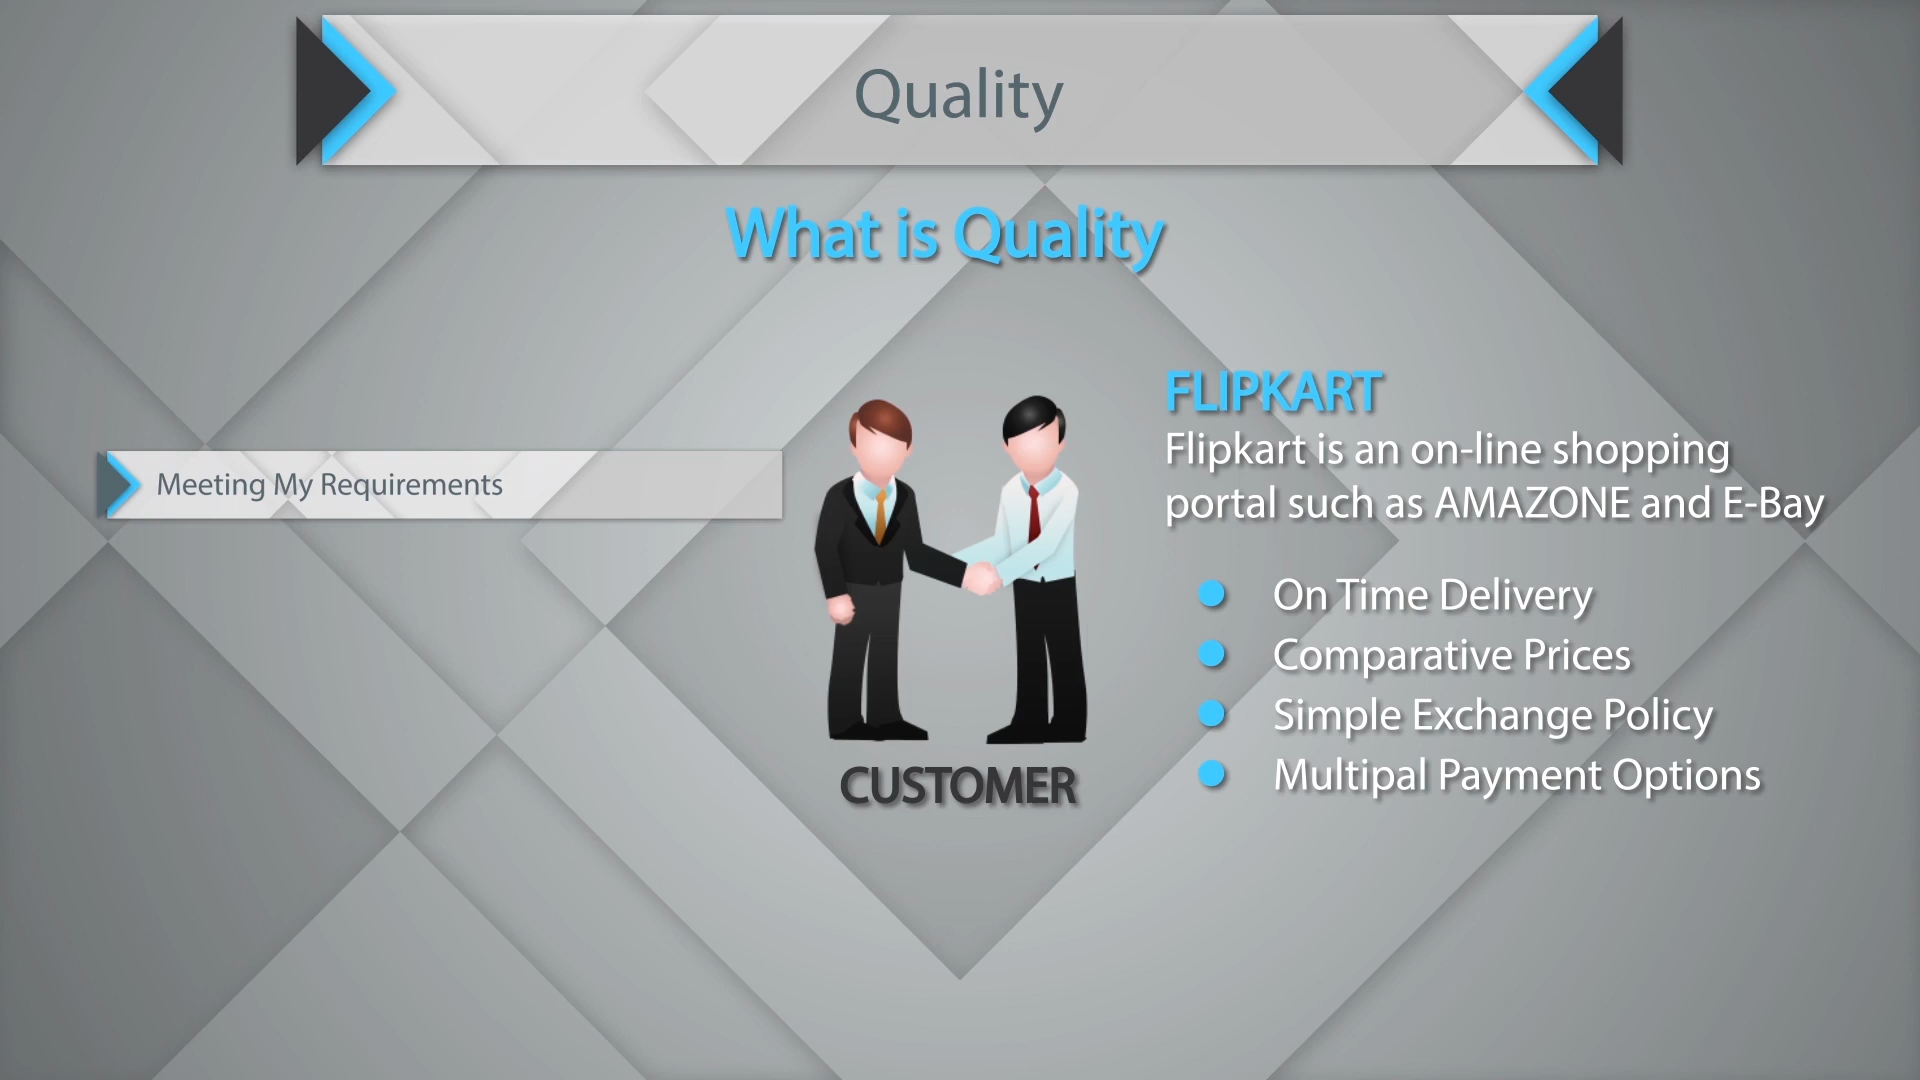 Quality
What is Quality
Meeting My Requirements
CUSTOMER
FLIPKART
Flipkart is an on-line shopping
portal such as AMAZONE and E-Bay
On Time Delivery
Comparative Prices
Simple Exchange Policy
Multipal Payment Options